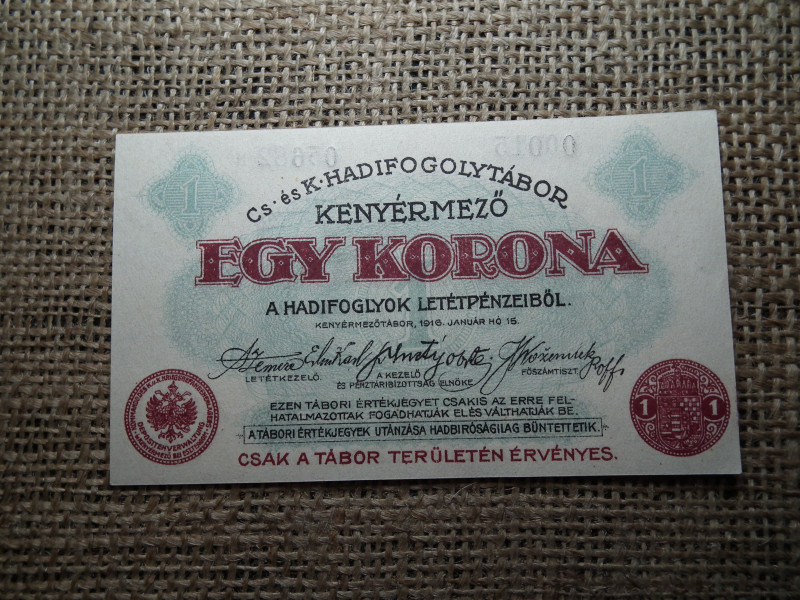 1 1
Cs. és K. HADIFOGOLYTÁBOR
KENYÉRMEZŐ
EGY KORONA
A HADIFOGLYOK LETÉTPÉNZEIBŐL.
KENYÉRMEZŐTÁBOR, 1916. JANUÁR HÓ 15.
LETÉTKEZELŐ. A KEZELŐ FŐSZÁMTISZT.
ÉS PÉNZTÁRBIZOTTSÁG ELNÖKE.
EZEN TÁBORI ÉRTÉKJEGYET CSAKIS AZ ERRE FEL-
HATALMAZOTTAK FOGADHATJÁK EL ÉS VÁLTHATJÁK BE.
A TÁBORI ÉRTÉKJEGYEK UTÁNZÁSA HADBIRÓSÁGILAG BÜNTETTETIK.
CSAK A TÁBOR TERÜLETÉN ÉRVÉNYES.
DEPOSITENVERWALTUNG
1 1